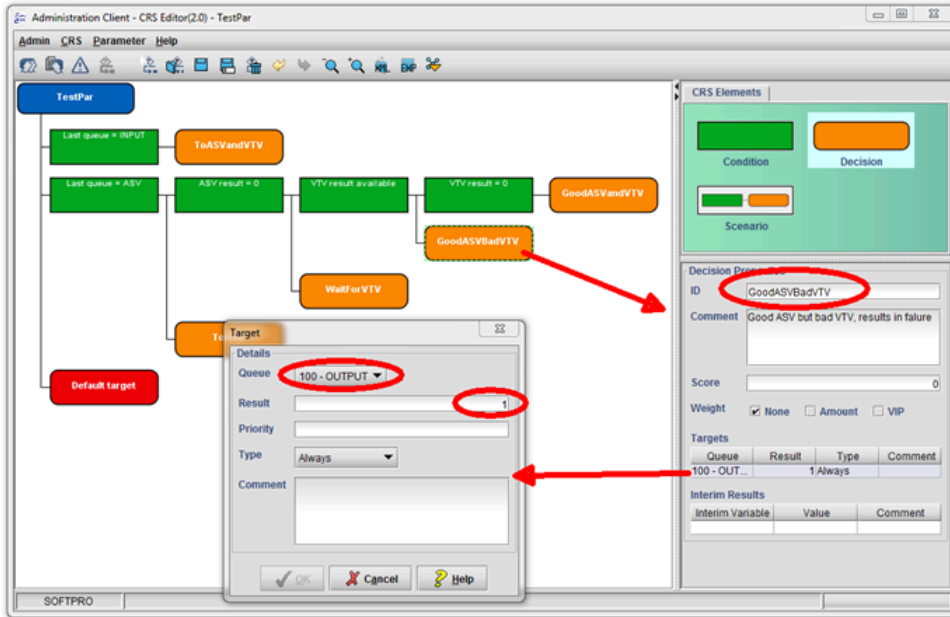 Administration Client - CRS Editor(2.0) - TestPar
Admin CRS Parameter Help
XML EXP
TestPar
Last queue = INPUT
ToASVandVTV
Last queue = ASV
ASV result = 0
VTV result available
VTV result = 0
GoodASVandVTV
GoodASVBadVTV
WaitForVTV
To
Default target
Target
Details
Queue 100 - OUTPUT
Result 1
Priority
Type Always
Comment
OK Cancel Help
CRS Elements
Condition Decision
Scenario
Decision
ID GoodASVBadVTV
Comment Good ASV but bad VTV, results in falure
Score 0
Weight None Amount VIP
Targets
Queue Result Type Comment
100 - OUT... 1 Always
Interim Results
Interim Variable Value Comment
SOFTPRO